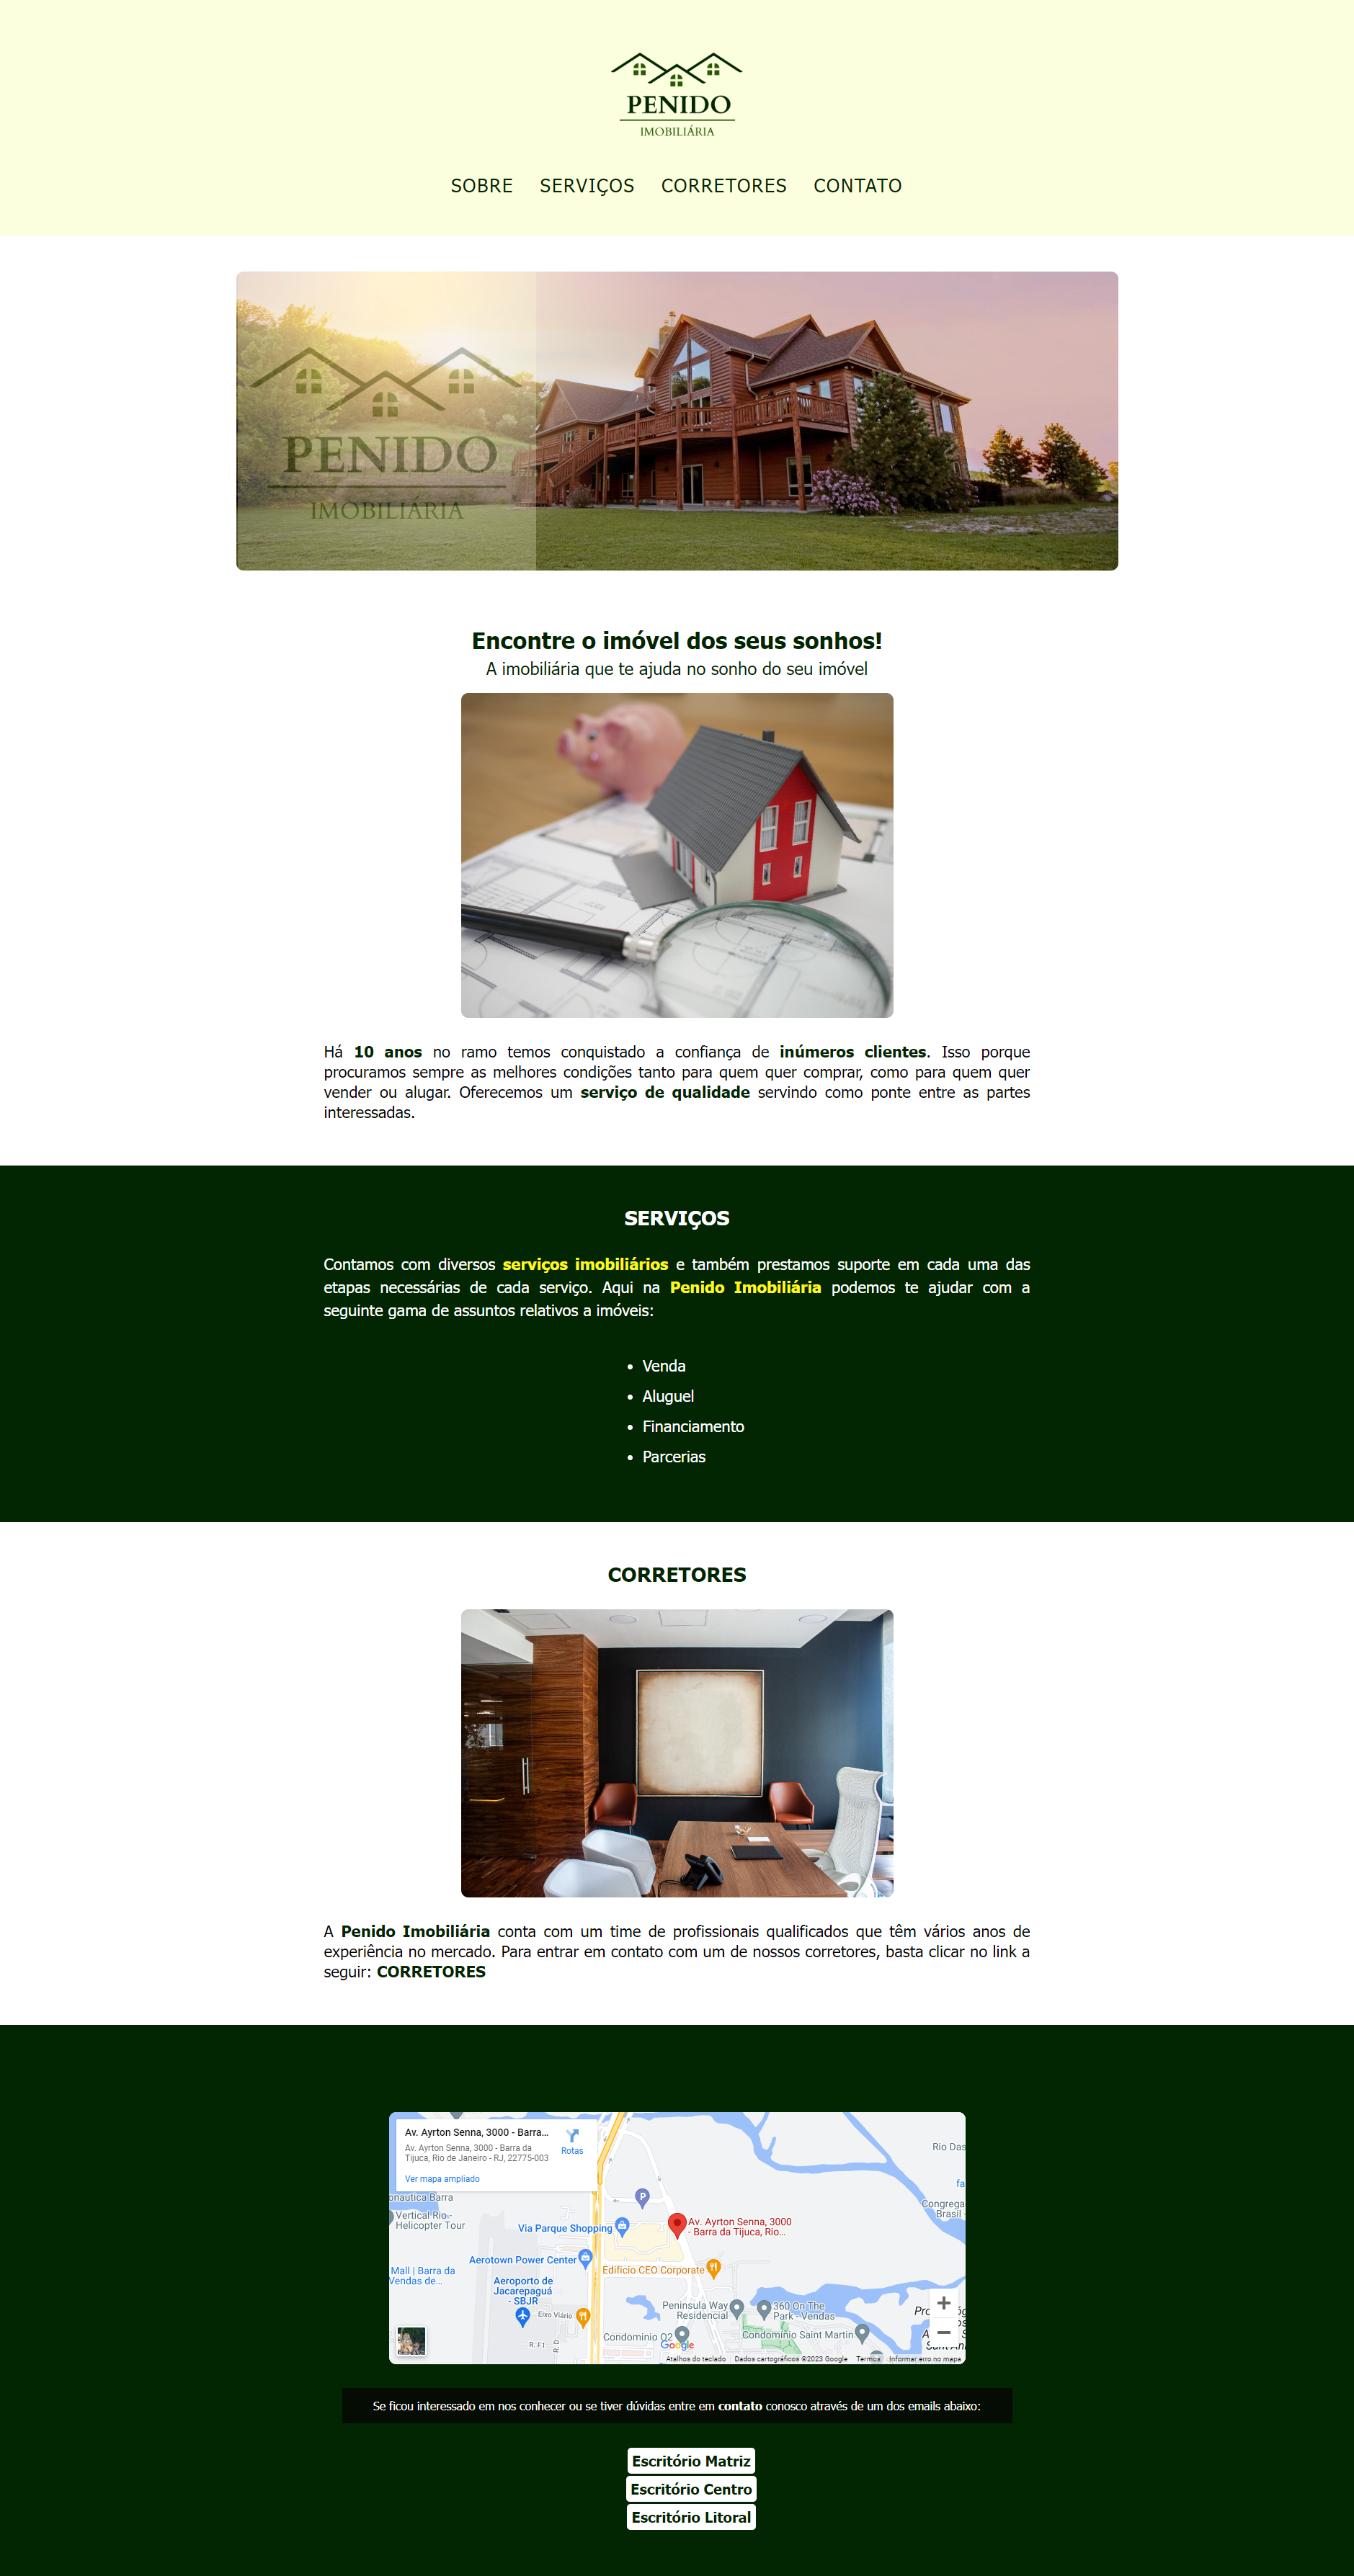 PENIDO
IMOBILIÁRIA
SOBRE SERVIÇOS CORRETORES CONTATO
PENIDO
IMOBILIÁRIA
Encontre o imóvel dos seus sonhos!
A imobiliária que te ajuda no sonho do seu imóvel
Há 10 anos no ramo temos conquistado a confiança de inúmeros clientes. Isso porque
procuramos sempre as melhores condições tanto para quem quer comprar, como para quem quer
vender ou alugar. Oferecemos um serviço de qualidade servindo como ponte entre as partes
interessadas.
SERVIÇOS
Contamos com diversos serviços imobiliários e também prestamos suporte em cada uma das
etapas necessárias de cada serviço. Aqui na Penido Imobiliária podemos te ajudar com a
seguinte gama de assuntos relativos a imóveis:
• Venda
• Aluguel
• Financiamento
• Parcerias
CORRETORES
A Penido Imobiliária conta com um time de profissionais qualificados que têm vários anos de
experiência no mercado. Para entrar em contato com um de nossos corretores, basta clicar no link a
seguir: CORRETORES
Av. Ayrton Senna, 3000 - Barra...
Av. Ayrton Senna, 3000 - Barra da
Tijuca, Rio de Janeiro - RJ, 22775-003
Rotas
Ver mapa ampliado
Rio Das
fa
onáutica Barra
Congrega
Brasil
Vertical Rio -
Helicopter Tour
P
Via Parque Shopping
Av. Ayrton Senna, 3000
- Barra da Tijuca, Rio...
Aerotown Power Center
Edifício CEO Corporate
Mall | Barra da
Vendas de...
Aeroporto de
Jacarepaguá
- SBJR
Eixo Viário
Peninsula Way
Residencial
360 On The
Park - Vendas
R. F1
R. D
Condomínio O2
Condomínio Saint Martin
Google
Atalhos do teclado Dados cartográficos ©2023 Google Termos Informar erro no mapa
Se ficou interessado em nos conhecer ou se tiver dúvidas entre em contato conosco através de um dos emails abaixo:
Escritório Matriz
Escritório Centro
Escritório Litoral